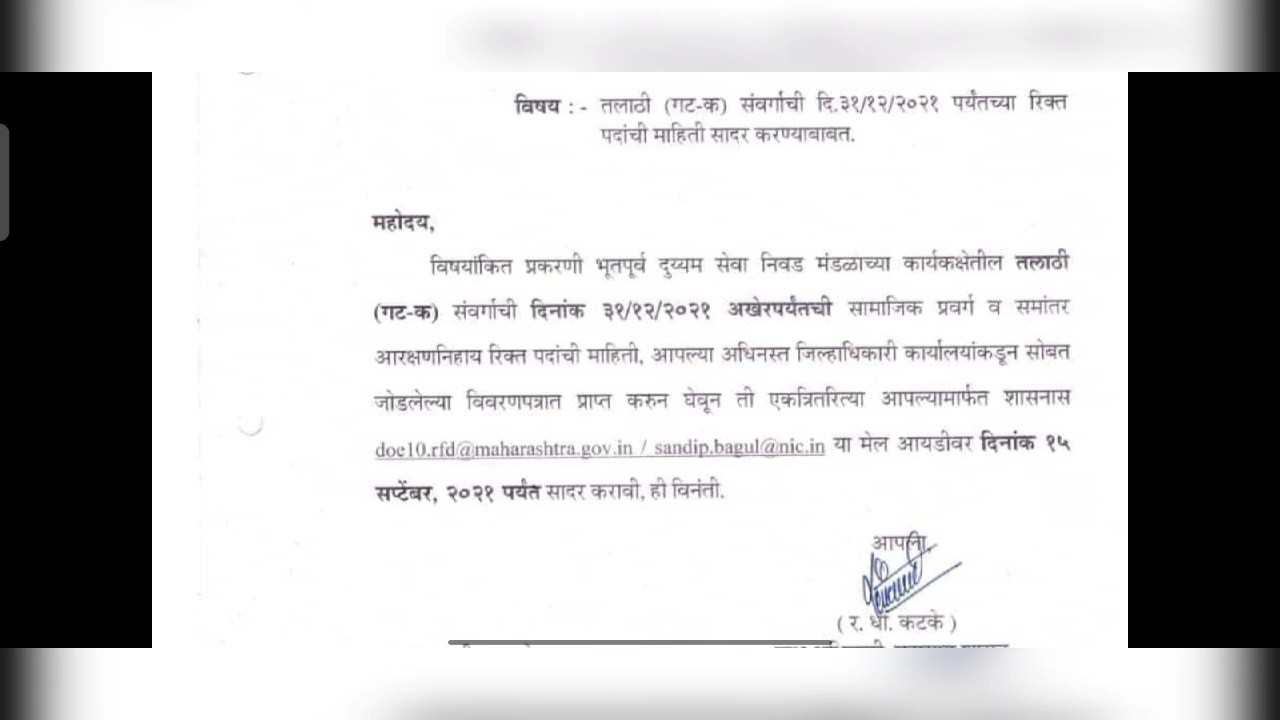 विषय : - तलाठी (गट-क) संवर्गाची दि.३१/१२/२०२१ पर्यंतच्या रिक्त
पदांची माहिती सादर करण्याबाबत.
महोदय,
विषयांकित प्रकरणी भूतपूर्व दुय्यम सेवा निवड मंडळाच्या कार्यकक्षेतील तलाठी
(गट-क) संवर्गाची दिनांक ३१/१२/२०२१ अखेरपर्यंतची सामाजिक प्रवर्ग व समांतर
आरक्षणनिहाय रिक्त पदांची माहिती, आपल्या अधिनस्त जिल्हाधिकारी कार्यालयांकडून सोबत
जोडलेल्या विवरणपत्रात प्राप्त करुन घेवून ती एकत्रितरित्या आपल्यामार्फत शासनास
doe10.rfd@maharashtra.gov.in / sandip.bagul@nic.in या मेल आयडीवर दिनांक १५
सप्टेंबर, २०२१ पर्यंत सादर करावी, ही विनंती.
आपला,
( र. धों. कटके )